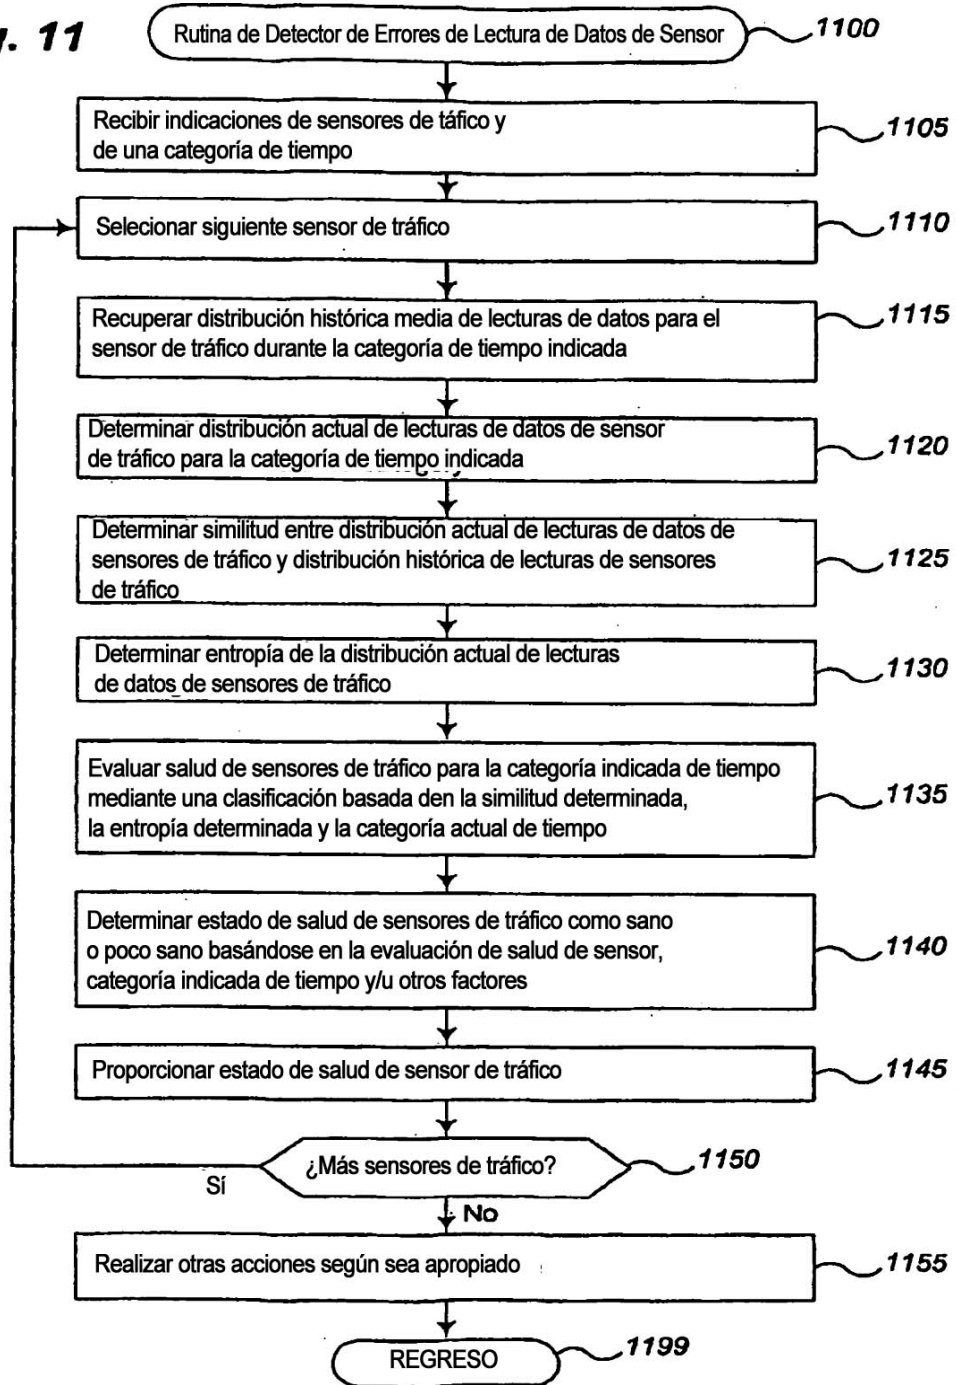 . 11
Rutina de Detector de Errores de Lectura de Datos de Sensor
1100
Recibir indicaciones de sensores de táfico y
de una categoría de tiempo
1105
Selecionar siguiente sensor de tráfico
1110
Recuperar distribución histórica media de lecturas de datos para el
sensor de tráfico durante la categoría de tiempo indicada
1115
Determinar distribución actual de lecturas de datos de sensor
de tráfico para la categoría de tiempo indicada
1120
Determinar similitud entre distribución actual de lecturas de datos de
sensores de tráfico y distribución histórica de lecturas de sensores
de tráfico
1125
Determinar entropía de la distribución actual de lecturas
de datos de sensores de tráfico
1130
Evaluar salud de sensores de tráfico para la categoría indicada de tiempo
mediante una clasificación basada den la similitud determinada,
la entropía determinada y la categoría actual de tiempo
1135
Determinar estado de salud de sensores de tráfico como sano
o poco sano basándose en la evaluación de salud de sensor,
categoría indicada de tiempo y/u otros factores
1140
Proporcionar estado de salud de sensor de tráfico
1145
¿Más sensores de tráfico?
1150
Sí
No
Realizar otras acciones según sea apropiado
1155
REGRESO
1199